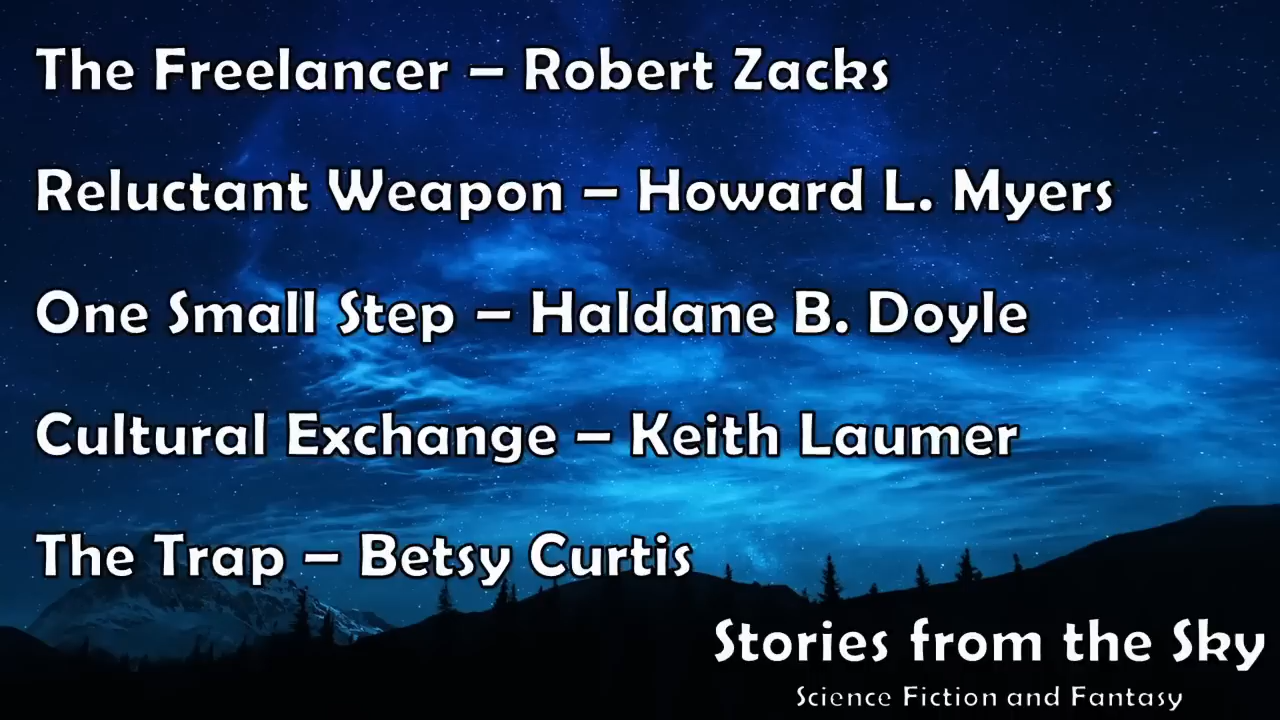 The Freelancer – Robert Zacks
Reluctant Weapon – Howard L. Myers
One Small Step – Haldane B. Doyle
Cultural Exchange – Keith Laumer
The Trap – Betsy Curtis
Stories from the Sky
Science Fiction and Fantasy